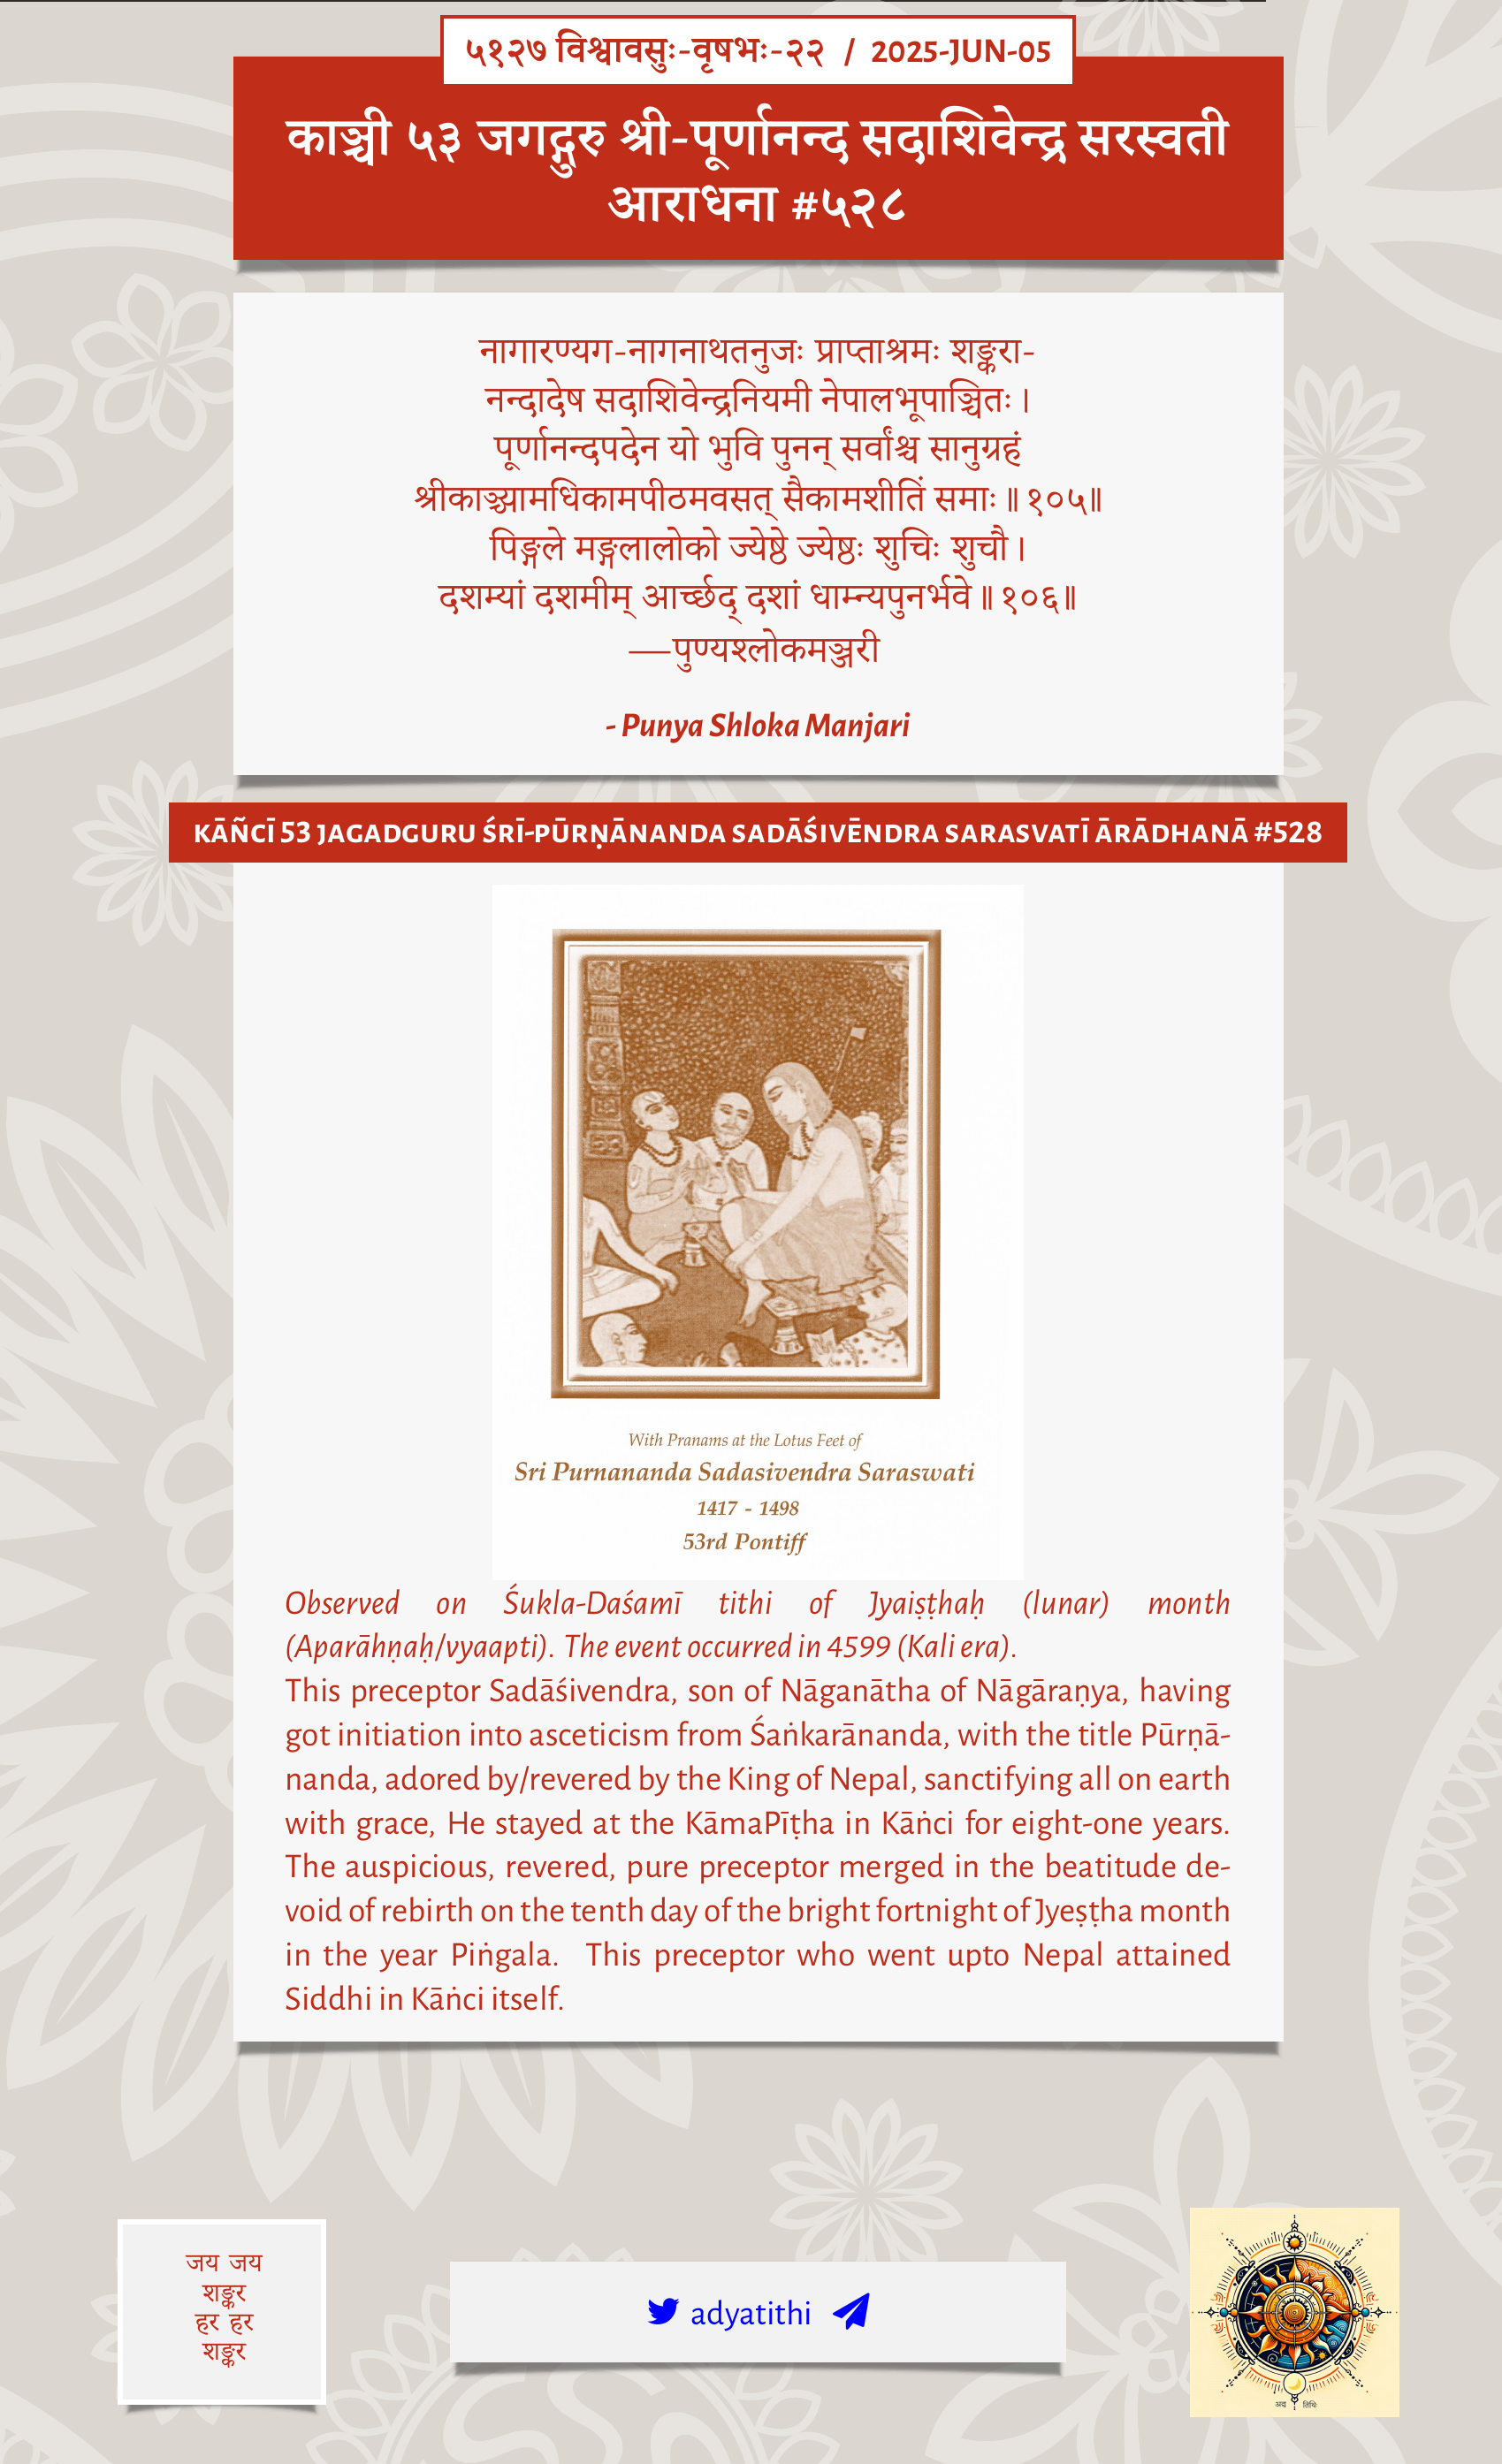 ५१२७ विश्वावसुः-वृषभः-२२ / 2025-JUN-05
काञ्ची ५३ जगद्गुरु श्री-पूर्णानन्द सदाशिवेन्द्र सरस्वती
आराधना #५२८
नागारण्यग-नागनाथतनुजः प्राप्ताश्रमः शङ्करा-
नन्दादेष सदाशिवेन्द्रनियमी नेपालभूपाञ्चितः।
पूर्णानन्दपदेन यो भुवि पुनन् सर्वांश्च सानुग्रहं
श्रीकाञ्च्यामधिकामपीठमवसत् सैकामशीतिं समाः॥१०५॥
पिङ्गले मङ्गलालोको ज्येष्ठे ज्येष्ठः शुचिः शुचौ।
दशम्यां दशमीम् आर्च्छद् दशां धाम्न्यपुनर्भवे॥१०६॥
—पुण्यश्लोकमञ्जरी
- Punya Shloka Manjari
KĀÑCĪ 53 JAGADGURU ŚRĪ-PŪRṆĀNANDA SADĀŚIVĒNDRA SARASVATĪ ĀRĀDHANĀ #528
With Pranams at the Lotus Feet of
Sri Purnananda Sadasivendra Saraswati
1417 - 1498
53rd Pontiff
Observed on Śukla-Daśamī tithi of Jyaiṣṭhaḥ (lunar) month
(Aparāhṇaḥ/vyaapti). The event occurred in 4599 (Kali era).
This preceptor Sadāśivendra, son of Nāganātha of Nāgāraṇya, having
got initiation into asceticism from Śaṅkarānanda, with the title Pūrṇā-
nanda, adored by/revered by the King of Nepal, sanctifying all on earth
with grace, He stayed at the KāmaPīṭha in Kāṅci for eight-one years.
The auspicious, revered, pure preceptor merged in the beatitude de-
void of rebirth on the tenth day of the bright fortnight of Jyeṣṭha month
in the year Piṅgala. This preceptor who went upto Nepal attained
Siddhi in Kāṅci itself.
जय जय
शङ्कर
हर हर
शङ्कर
adyatithi
अद्य तिथिः